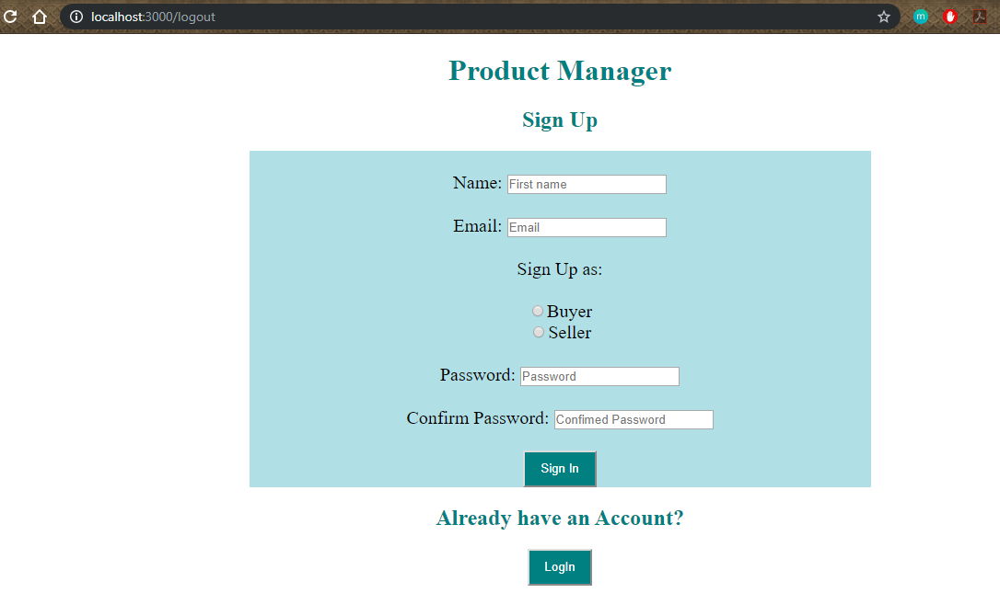 localhost:3000/logout
m
Product Manager
Sign Up
Name: First name
Email: Email
Sign Up as:
Buyer
Seller
Password: Password
Confirm Password: Confimed Password
Sign In
Already have an Account?
LogIn